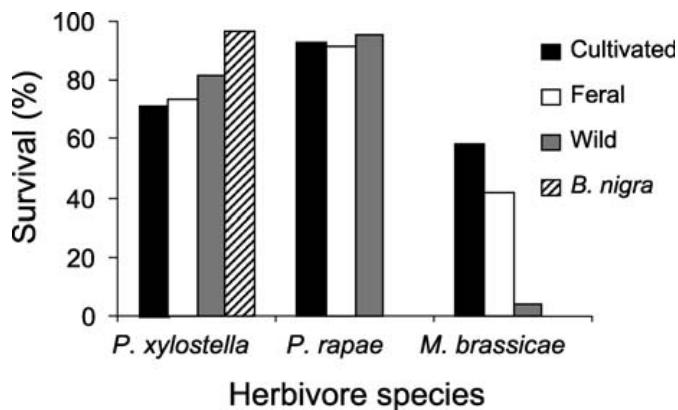 100
80
60
40
20
0
Survival (%)
Cultivated
Feral
Wild
B. nigra
P. xylostella P. rapae M. brassicae
Herbivore species